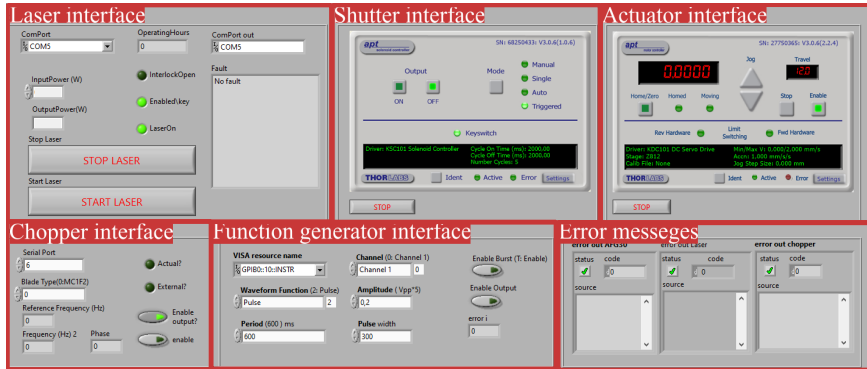 Laser interface
ComPort
COM5
OperatingHours
0
ComPort out
COM5
InterlockOpen
Fault
No fault
InputPower (W)
Enabled\key
OutputPower(W)
LaserOn
Stop Laser
STOP LASER
Start Laser
START LASER
Shutter interface
apt
solenoid controller
SN: 68250433: V3.0.6(1.0.6)
Output
Mode
Manual
Single
Auto
Triggered
ON
OFF
Keyswitch
Driver: KSC101 Solenoid Controller
Cycle On Time (ms): 2000.00
Cycle Off Time (ms): 2000.00
Number Cycles: 5
THORLABS
Ident
Active
Error
Settings
STOP
Actuator interface
apt
SN: 27750365: V3.0.6(2.2.4)
0.0000
Jog
Travel
12.0
Home/Zero
Homed
Moving
Stop
Enable
Rev Hardware
Limit
Switching
Fwd Hardware
Driver: KDC101 DC Servo Drive
Stage: Z812
Calib File: None
Min/Max V: 0.000/2.000 mm/s
Accn: 1.000 mm/s/s
Jog Step Size: 0.000 mm
THORLABS
Ident
Active
Error
Settings
STOP
Chopper interface
Serial Port
6
Actual?
Blade Type(0:MC1F2)
0
External?
Reference Frequency (Hz)
0
Enable
output?
Frequency (Hz) 2
0
Phase
0
enable
Function generator interface
VISA resource name
GPIB0::10::INSTR
Channel (0: Channel 1)
Channel 1
0
Enable Burst (T: Enable)
Waveform Function (2: Pulse)
Pulse
2
Amplitude ( Vpp*5)
0,2
Enable Output
Period (600 ) ms
600
Pulse width
300
error i
0
Error messeges
error out AFG30
status
code
0
source
error out Laser
status
code
0
source
error out chopper
status
code
0
source